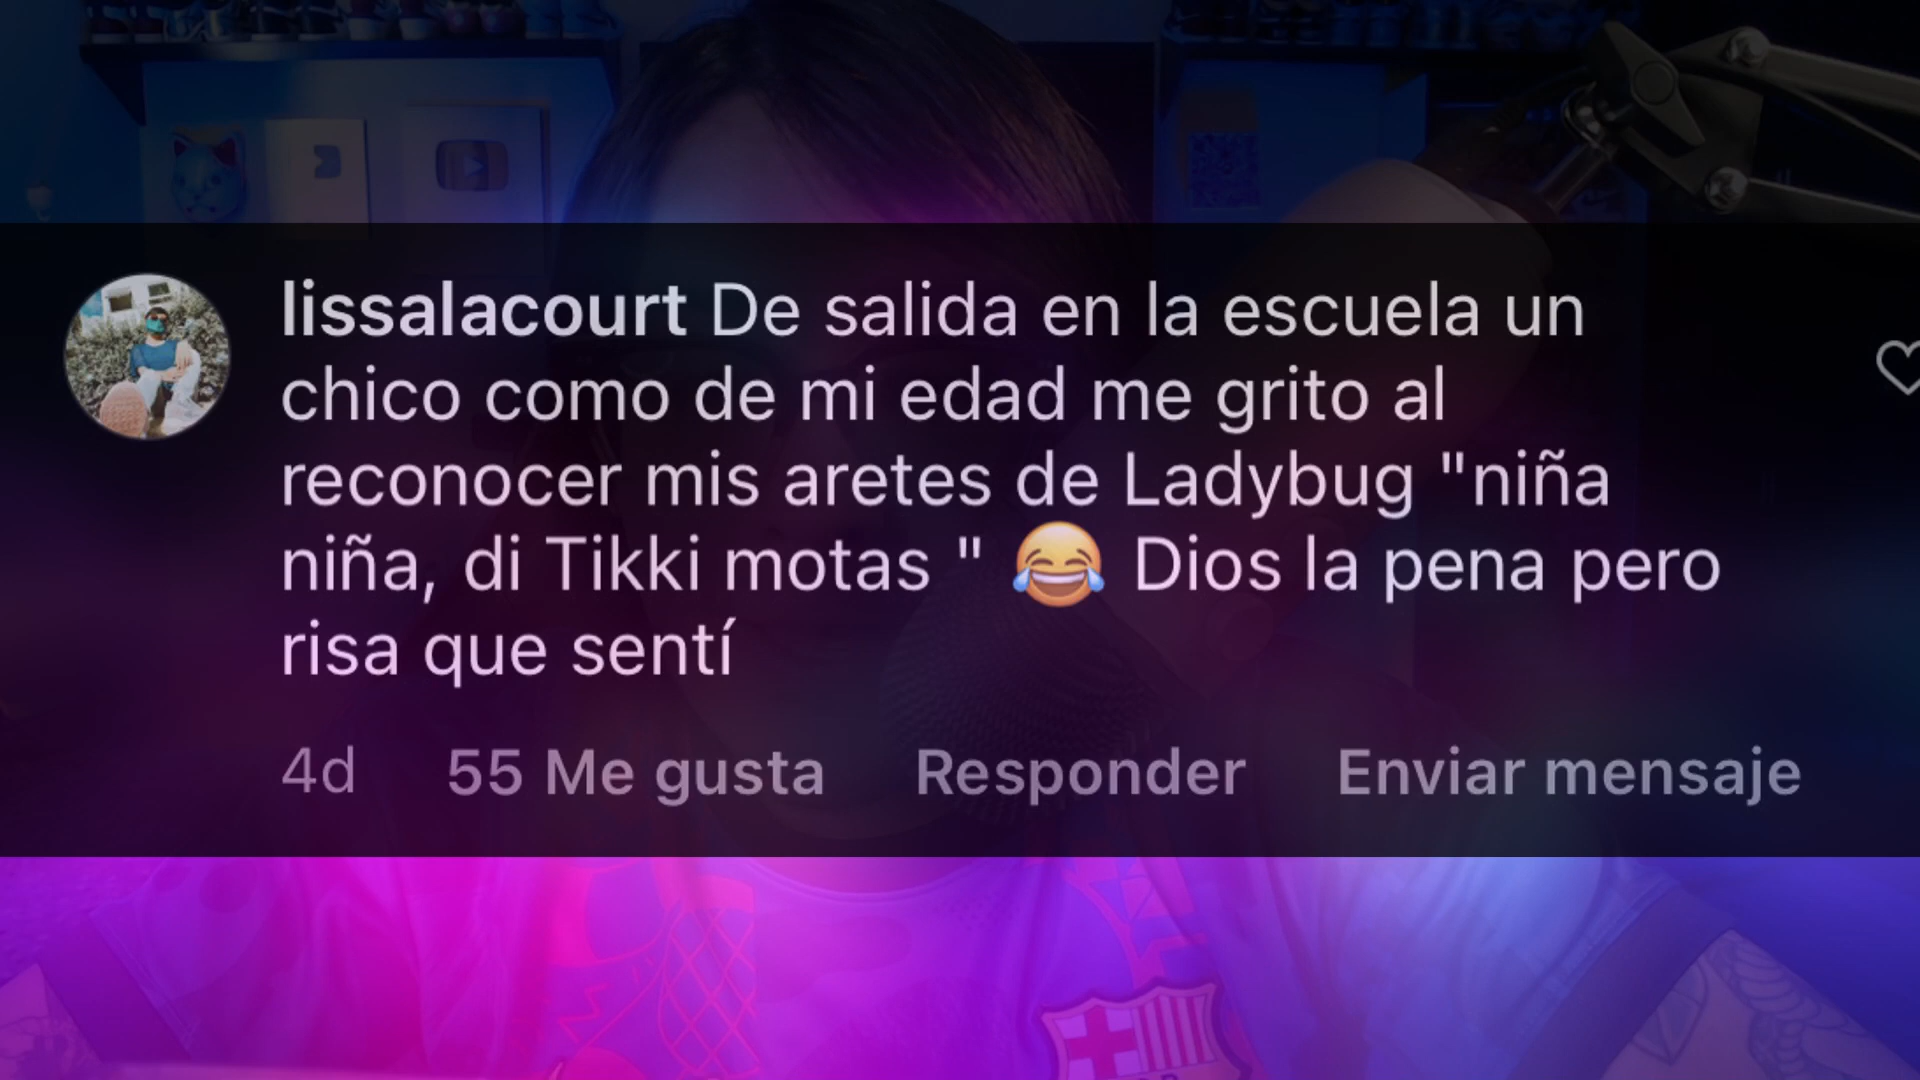 lissalacourt De salida en la escuela un
chico como de mi edad me grito al
reconocer mis aretes de Ladybug "niña
niña, di Tikki motas " 😂 Dios la pena pero
risa que sentí
4d 55 Me gusta Responder Enviar mensaje